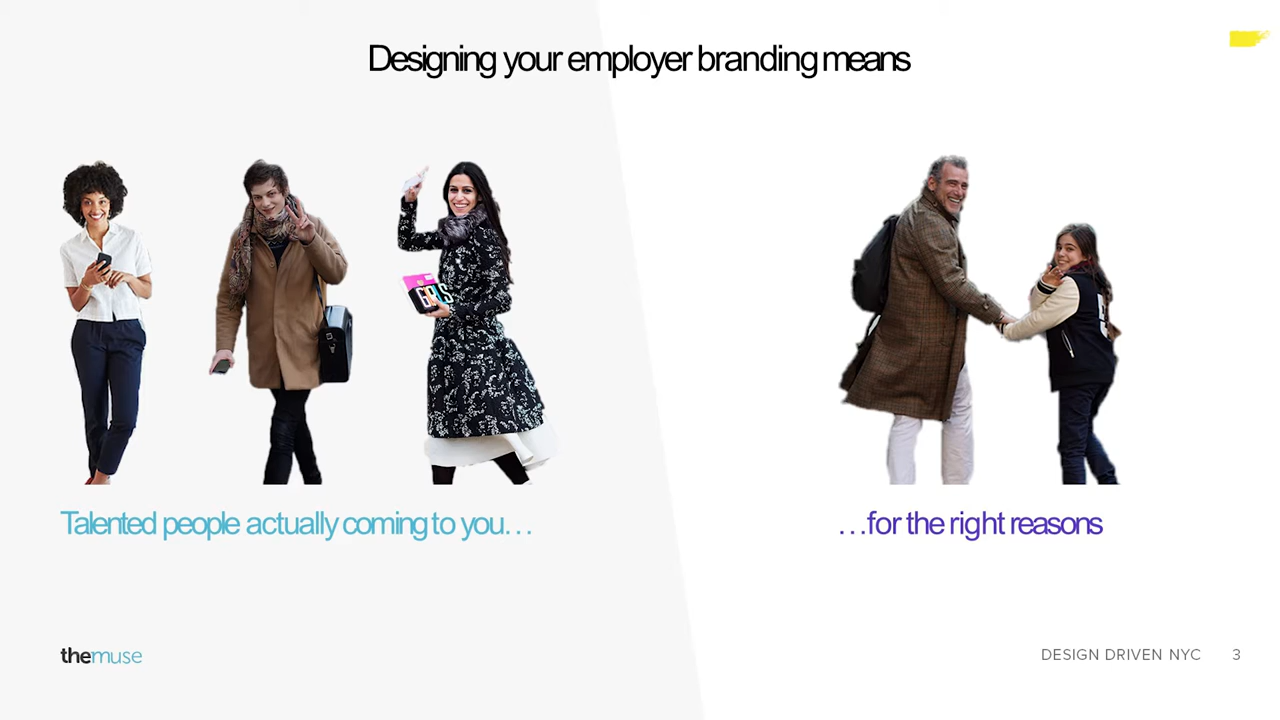 Designing your employer branding means
GIRLS
Talented people actually coming to you…
…for the right reasons
themuse
DESIGN DRIVEN NYC 3